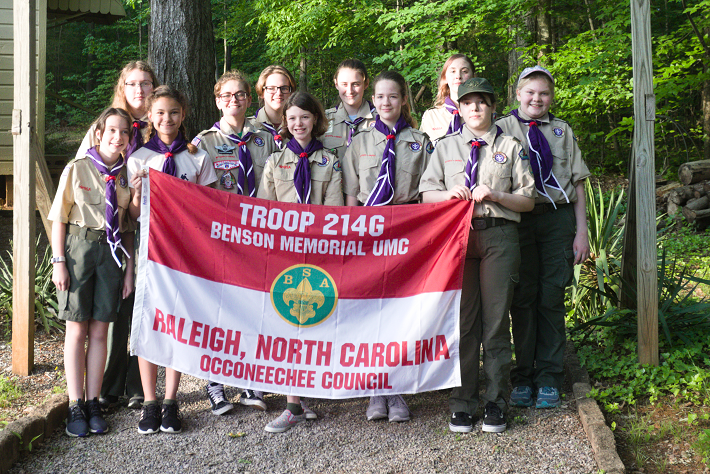 TROOP 214G
BENSON MEMORIAL UMC
BSA
RALEIGH, NORTH CAROLINA
OCCONEECHEE COUNCIL